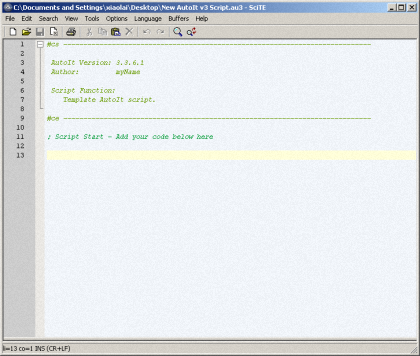 C:\Documents and Settings\xiaolai\Desktop\New AutoIt v3 Script.au3 - SciTE
File Edit Search View Tools Options Language Buffers Help
1 #cs ----------------------------------------------------------------------------
2
3 AutoIt Version: 3.3.6.1
4 Author: myName
5
6 Script Function:
7 Template AutoIt script.
8
9 #ce ----------------------------------------------------------------------------
10
11 ; Script Start - Add your code below here
12
13
li=13 co=1 INS (CR+LF)